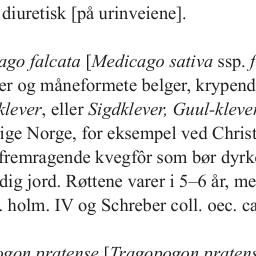 diuretisk [på urinveiene].
ago falcata [Medicago sativa ssp. f
er og måneformete belger, krypend
klever, eller Sigdklever, Guul-klever
ige Norge, for eksempel ved Christ
fremragende kvegfôr som bør dyrk
dig jord. Røttene varer i 5–6 år, me
. holm. IV og Schreber coll. oec. ca
ogon pratense [Tragopogon pratens